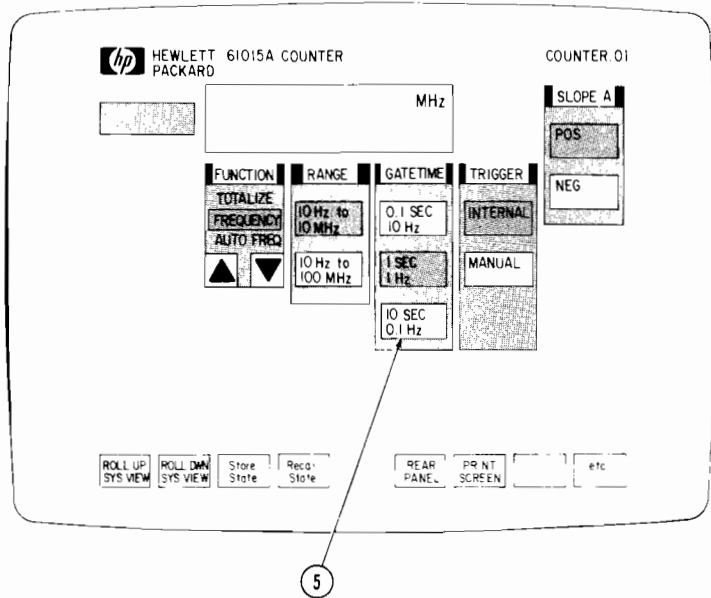 hp HEWLETT 61015A COUNTER
PACKARD
COUNTER.01
MHz
SLOPE A
POS
NEG
FUNCTION
TOTALIZE
FREQUENCY
AUTO FREQ
RANGE
10 Hz to
10 MHz
10 Hz to
100 MHz
GATETIME
0.1 SEC
10 Hz
1 SEC
1 Hz
10 SEC
0.1 Hz
TRIGGER
INTERNAL
MANUAL
ROLL UP
SYS VIEW
ROLL DWN
SYS VIEW
Store
State
Recal
State
REAR
PANEL
PRINT
SCREEN
etc
5